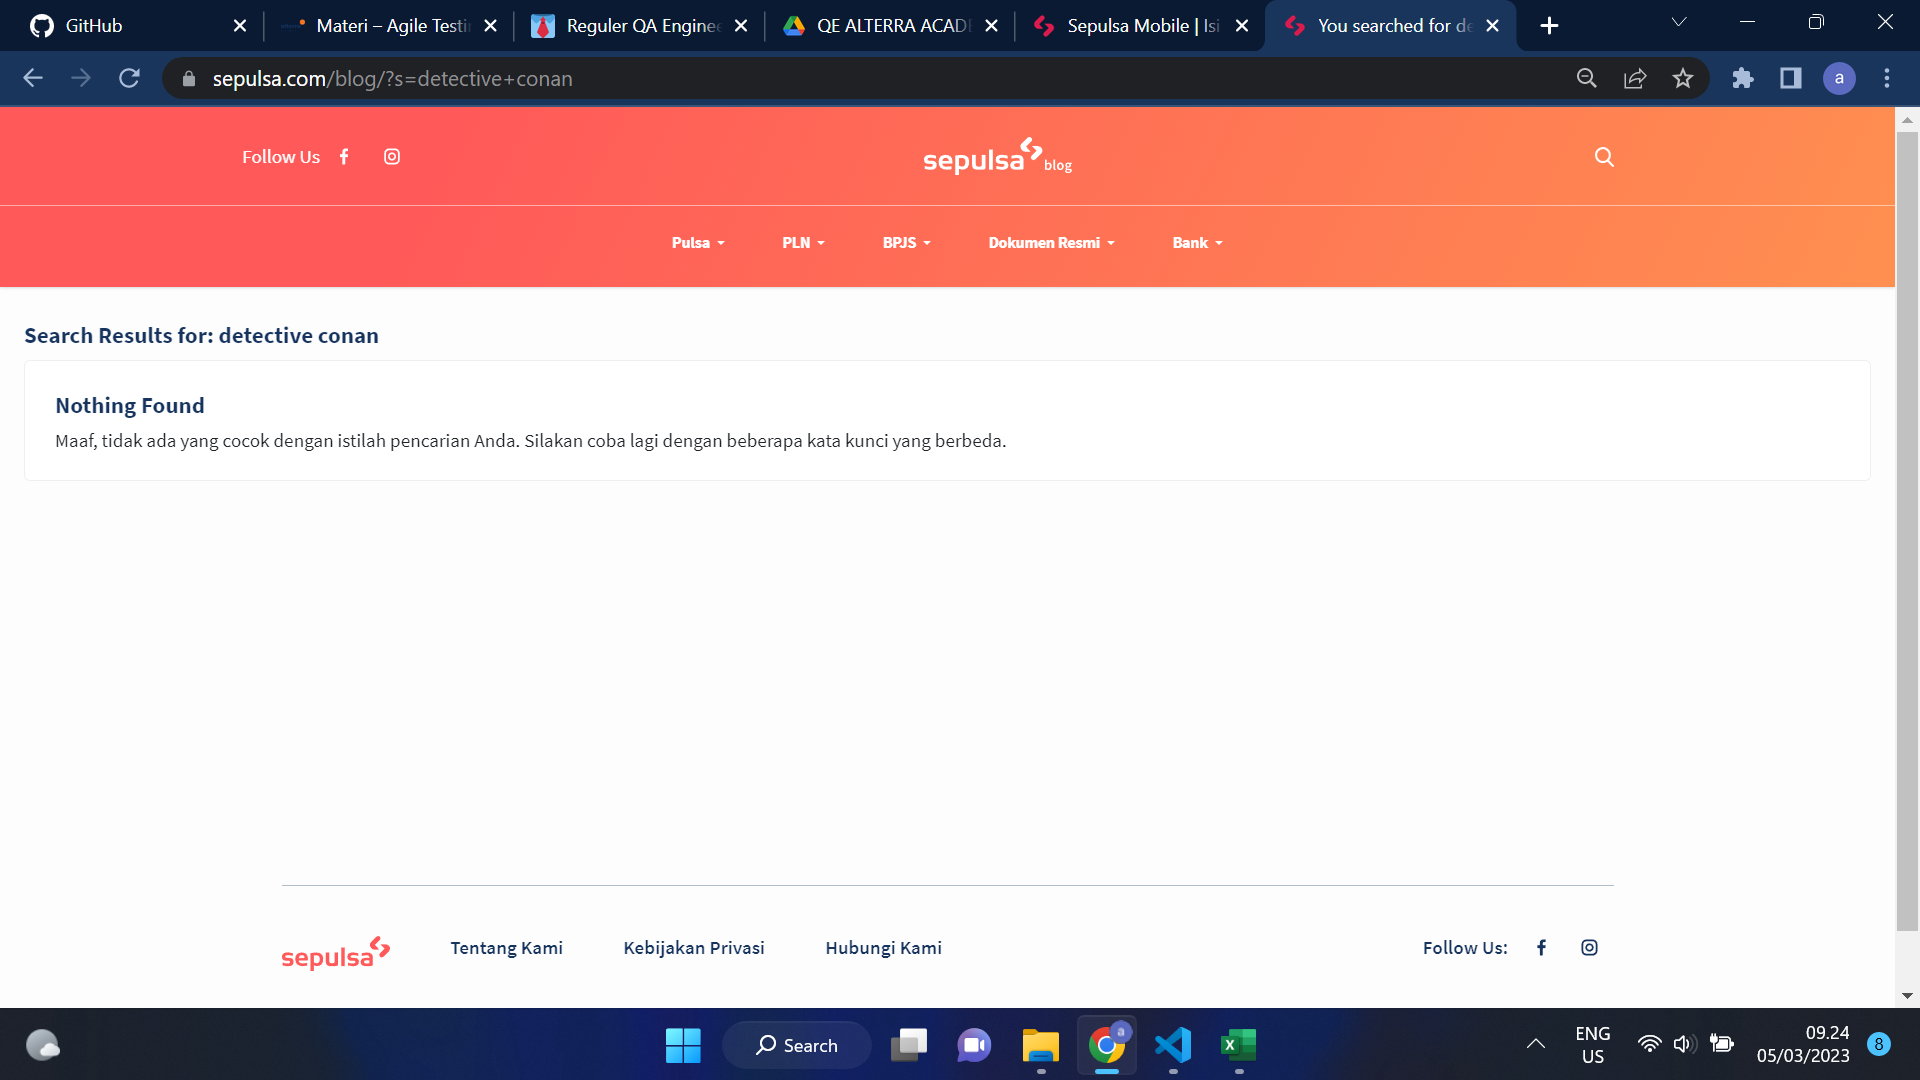 GitHub
Materi – Agile Testi
Reguler QA Enginee
QE ALTERRA ACAD
Sepulsa Mobile | Isi
You searched for de
sepulsa.com/blog/?s=detective+conan
a
Follow Us
sepulsa blog
Pulsa
PLN
BPJS
Dokumen Resmi
Bank
Search Results for: detective conan
Nothing Found
Maaf, tidak ada yang cocok dengan istilah pencarian Anda. Silakan coba lagi dengan beberapa kata kunci yang berbeda.
sepulsa
Tentang Kami
Kebijakan Privasi
Hubungi Kami
Follow Us:
Search
a
ENG
US
09.24
05/03/2023
8